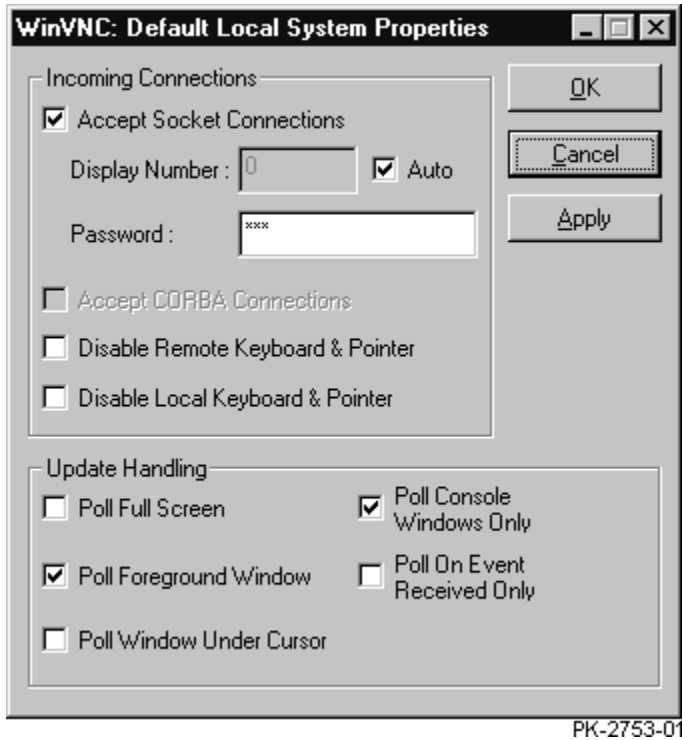 WinVNC: Default Local System Properties
Incoming Connections
OK
Accept Socket Connections
Display Number : 0
Auto
Cancel
Password : ***
Apply
Accept CORBA Connections
Disable Remote Keyboard & Pointer
Disable Local Keyboard & Pointer
Update Handling
Poll Full Screen
Poll Console
Windows Only
Poll Foreground Window
Poll On Event
Received Only
Poll Window Under Cursor
PK-2753-01